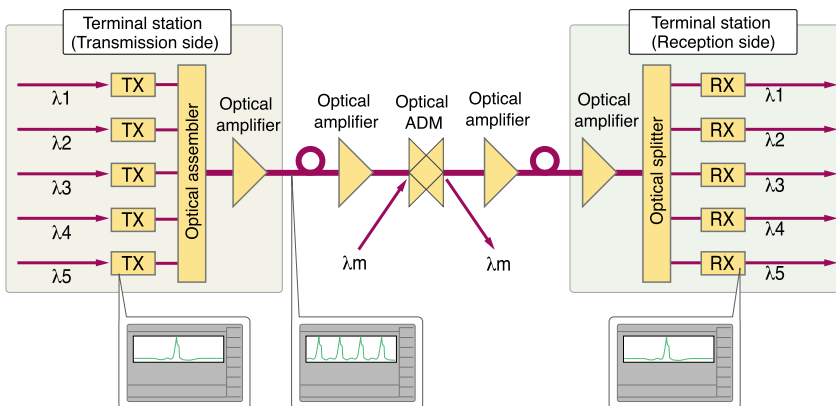 Terminal station
(Transmission side)
Terminal station
(Reception side)
TX
λ1
TX
λ2
TX
λ3
TX
λ4
TX
λ5
Optical assembler
Optical
amplifier
Optical
amplifier
Optical
ADM
λm
λm
Optical
amplifier
Optical
amplifier
Optical splitter
RX
λ1
RX
λ2
RX
λ3
RX
λ4
RX
λ5